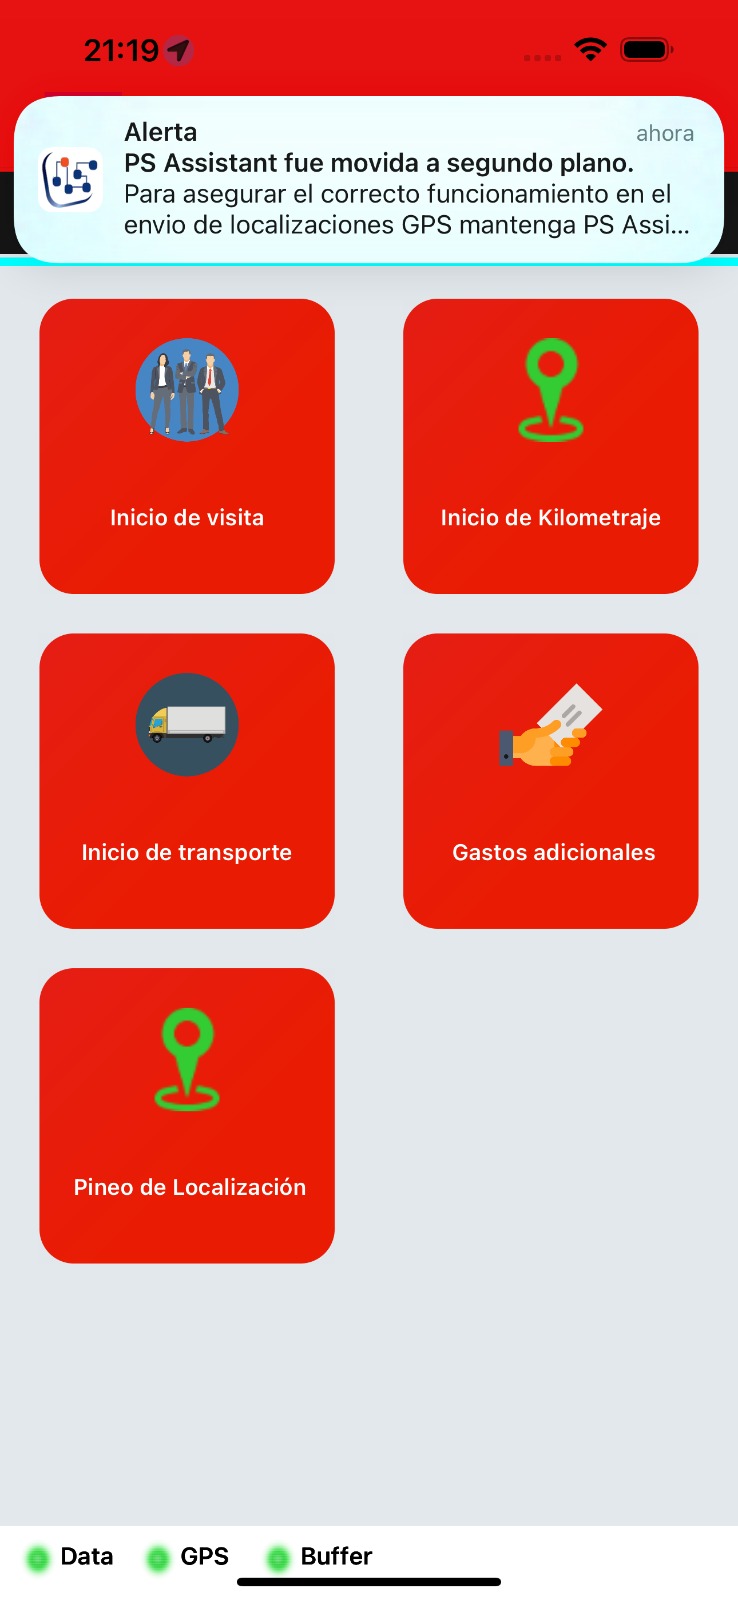 21:19
Alerta
ahora
PS Assistant fue movida a segundo plano.
Para asegurar el correcto funcionamiento en el
envio de localizaciones GPS mantenga PS Assi...
Inicio de visita
Inicio de Kilometraje
Inicio de transporte
Gastos adicionales
Pineo de Localización
Data
GPS
Buffer